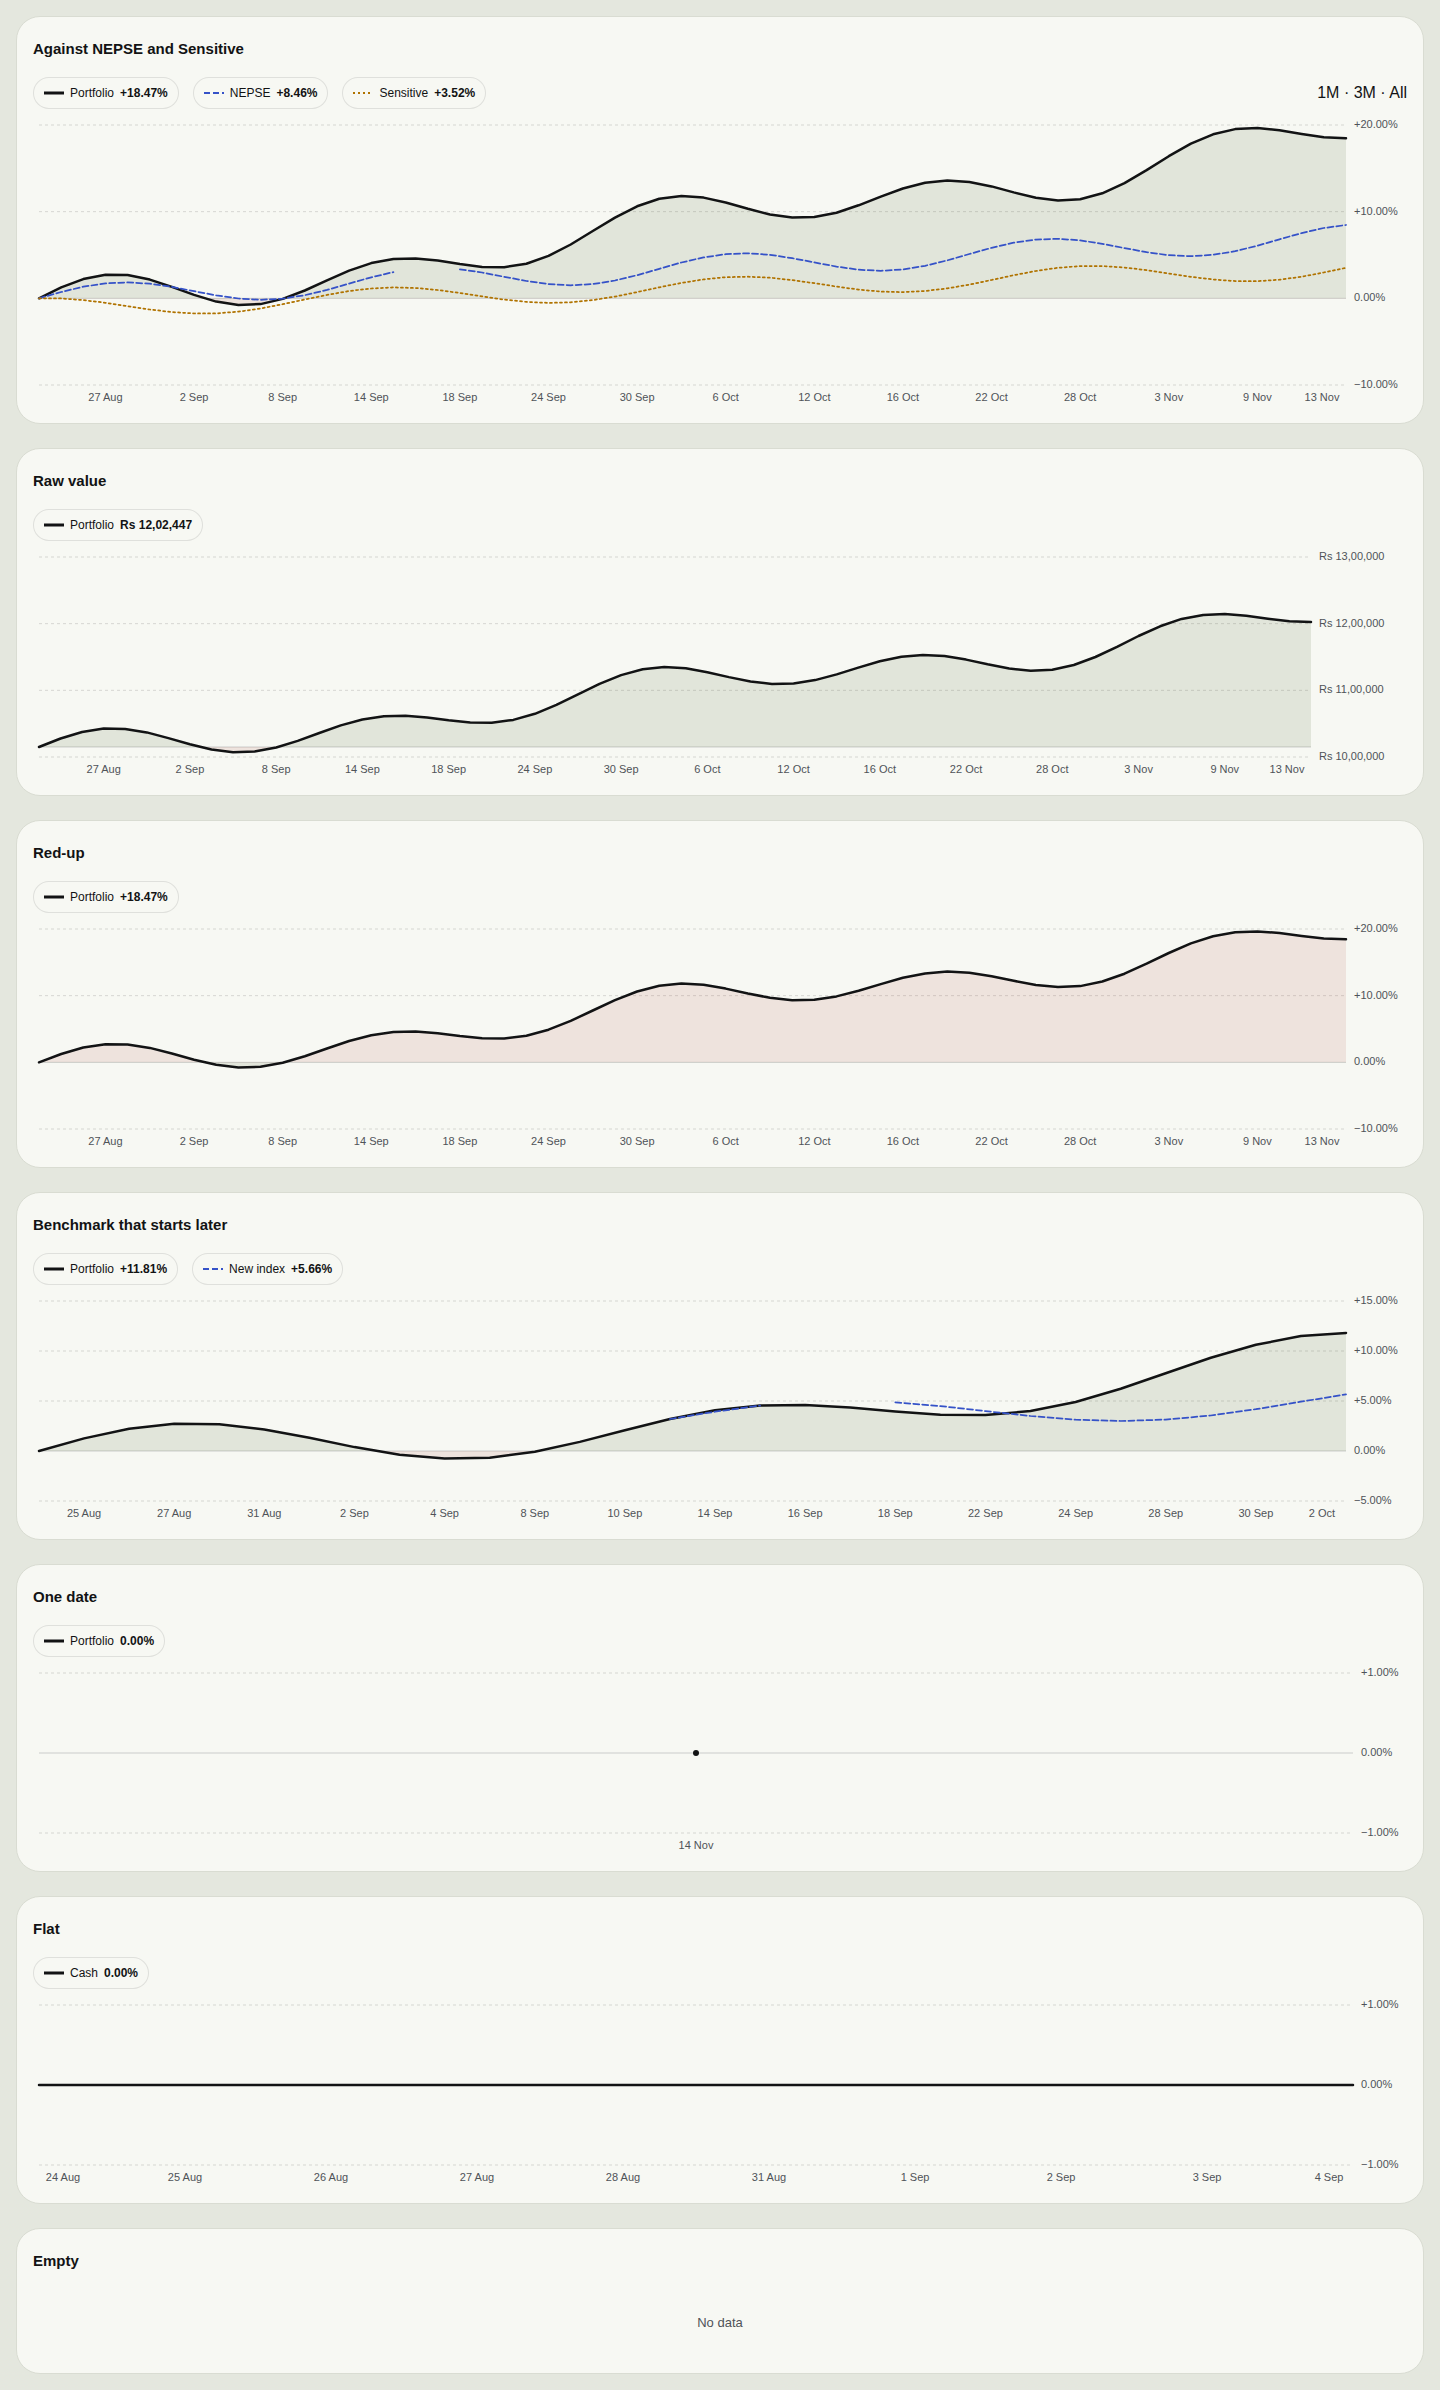 Against NEPSE and Sensitive
Portfolio +18.47% NEPSE +8.46% Sensitive +3.52% 1M · 3M · All
+20.00%
+10.00%
0.00%
−10.00%
27 Aug 2 Sep 8 Sep 14 Sep 18 Sep 24 Sep 30 Sep 6 Oct 12 Oct 16 Oct 22 Oct 28 Oct 3 Nov 9 Nov 13 Nov
Raw value
Portfolio Rs 12,02,447
Rs 13,00,000
Rs 12,00,000
Rs 11,00,000
Rs 10,00,000
27 Aug 2 Sep 8 Sep 14 Sep 18 Sep 24 Sep 30 Sep 6 Oct 12 Oct 16 Oct 22 Oct 28 Oct 3 Nov 9 Nov 13 Nov
Red-up
Portfolio +18.47%
+20.00%
+10.00%
0.00%
−10.00%
27 Aug 2 Sep 8 Sep 14 Sep 18 Sep 24 Sep 30 Sep 6 Oct 12 Oct 16 Oct 22 Oct 28 Oct 3 Nov 9 Nov 13 Nov
Benchmark that starts later
Portfolio +11.81% New index +5.66%
+15.00%
+10.00%
+5.00%
0.00%
−5.00%
25 Aug 27 Aug 31 Aug 2 Sep 4 Sep 8 Sep 10 Sep 14 Sep 16 Sep 18 Sep 22 Sep 24 Sep 28 Sep 30 Sep 2 Oct
One date
Portfolio 0.00%
+1.00%
0.00%
−1.00%
14 Nov
Flat
Cash 0.00%
+1.00%
0.00%
−1.00%
24 Aug 25 Aug 26 Aug 27 Aug 28 Aug 31 Aug 1 Sep 2 Sep 3 Sep 4 Sep
Empty
No data